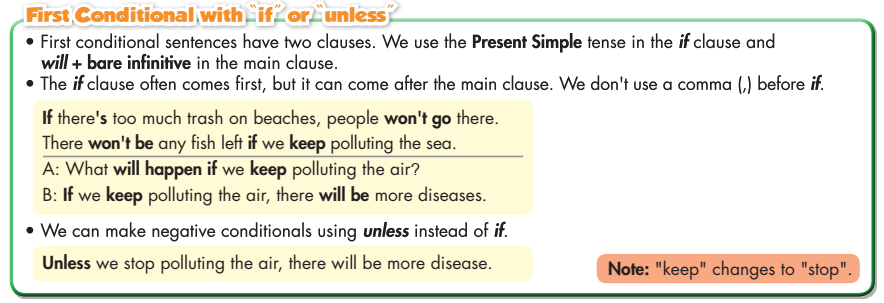 First Conditional with "if" or "unless"
• First conditional sentences have two clauses. We use the Present Simple tense in the if clause and
will + bare infinitive in the main clause.
• The if clause often comes first, but it can come after the main clause. We don't use a comma (,) before if.
If there's too much trash on beaches, people won't go there.
There won't be any fish left if we keep polluting the sea.
A: What will happen if we keep polluting the air?
B: If we keep polluting the air, there will be more diseases.
• We can make negative conditionals using unless instead of if.
Unless we stop polluting the air, there will be more disease.
Note: "keep" changes to "stop".